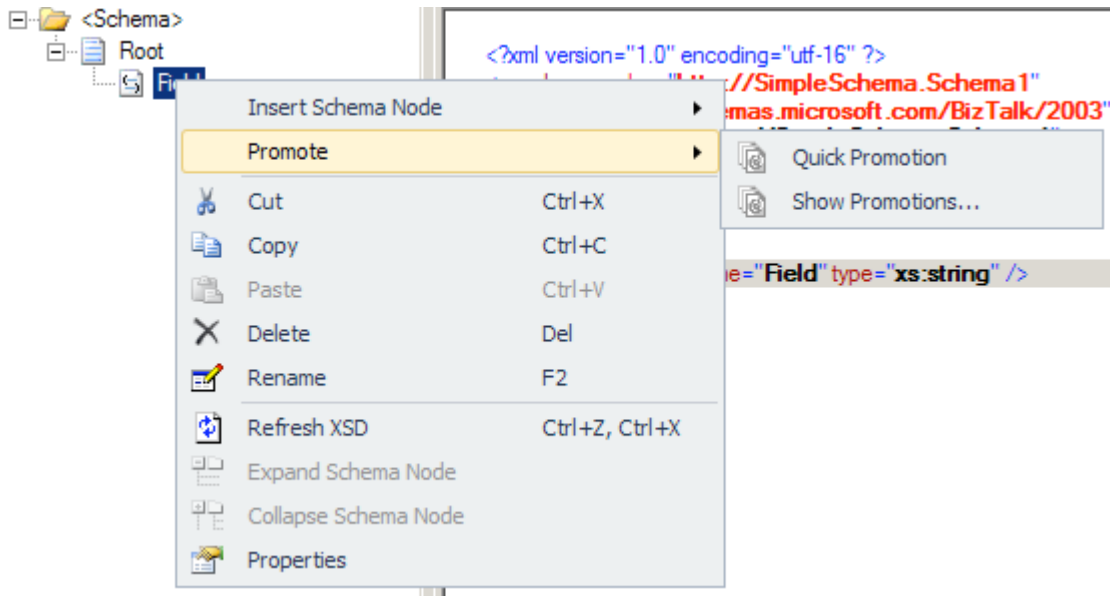 <Schema>
Root
Insert Schema Node
Promote
Cut Ctrl+X
Copy Ctrl+C
Paste Ctrl+V
Delete Del
Rename F2
Refresh XSD Ctrl+Z, Ctrl+X
Expand Schema Node
Collapse Schema Node
Properties
Quick Promotion
Show Promotions...
<?xml version="1.0" encoding="utf-16" ?>
://SimpleSchema.Schema1"
emas.microsoft.com/BizTalk/2003"
e="Field" type="xs:string" />